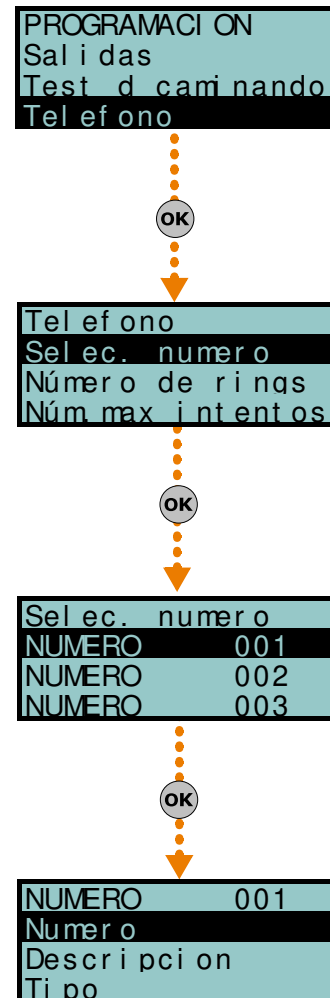 PROGRAMACION
Salidas
Test d caminando
Telefono
OK
Telefono
Selec. numero
Número de rings
Núm.max intentos
OK
Selec. numero
NUMERO 001
NUMERO 002
NUMERO 003
OK
NUMERO 001
Numero
Descripcion
Tipo